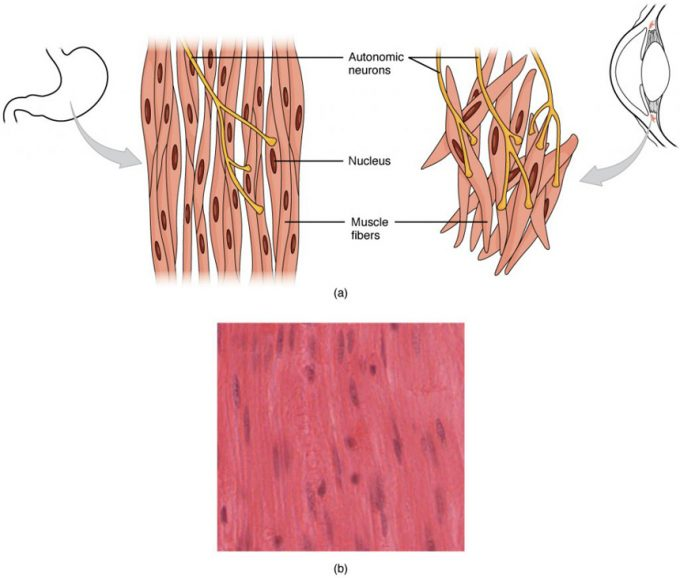 Autonomic
neurons
Nucleus
Muscle
fibers
(a)
(b)